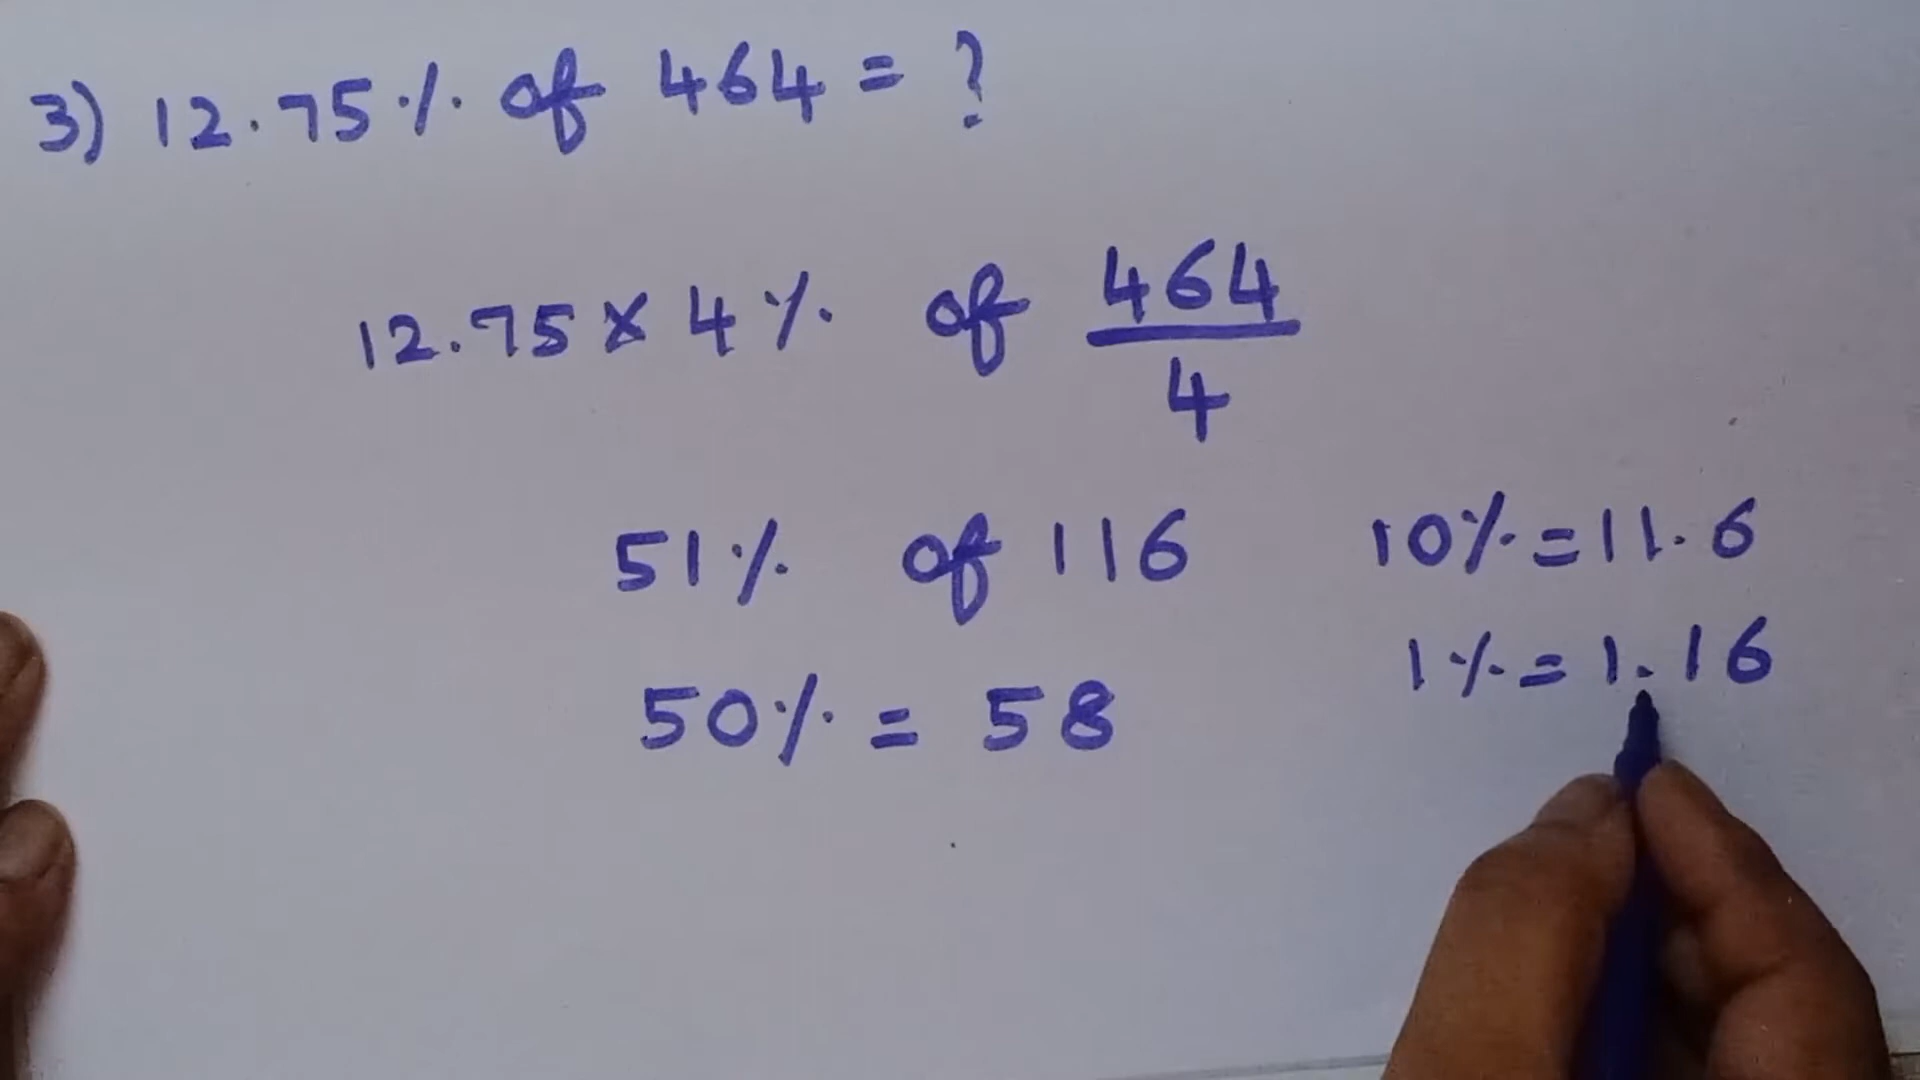 3) 12.75% of 464 = ?
12.75 × 4% of 464/4
51% of 116
10% = 11.6
1% = 1.16
50% = 58